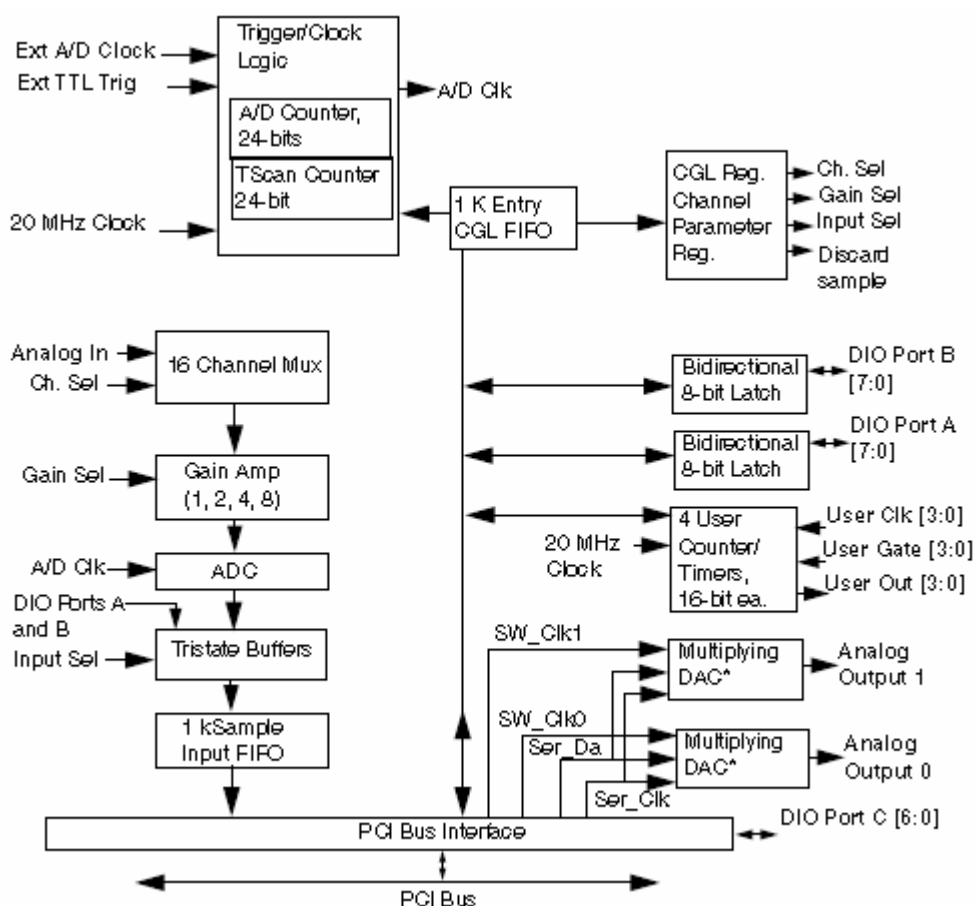 Ext A/D Clock
Ext TTL Trig
20 MHz Clock
Trigger/Clock
Logic
A/D Counter,
24-bits
TScan Counter
24-bit
A/D Clk
1 K Entry
CGL FIFO
CGL Reg.
Channel
Parameter
Reg.
Ch. Sel
Gain Sel
Input Sel
Discard
sample
Analog In
Ch. Sel
16 Channel Mux
Gain Sel
Gain Amp
(1, 2, 4, 8)
A/D Clk
ADC
DIO Ports A
and B
Input Sel
Tristate Buffers
1 kSample
Input FIFO
Bidirectional
8-bit Latch
DIO Port B
[7:0]
Bidirectional
8-bit Latch
DIO Port A
[7:0]
20 MHz
Clock
4 User
Counter/
Timers,
16-bit ea.
User Clk [3:0]
User Gate [3:0]
User Out [3:0]
SW_Clk1
Multiplying
DAC*
Analog
Output 1
SW_Clk0
Ser_Da
Ser_Clk
Multiplying
DAC*
Analog
Output 0
PCI Bus Interface
DIO Port C [6:0]
PCI Bus